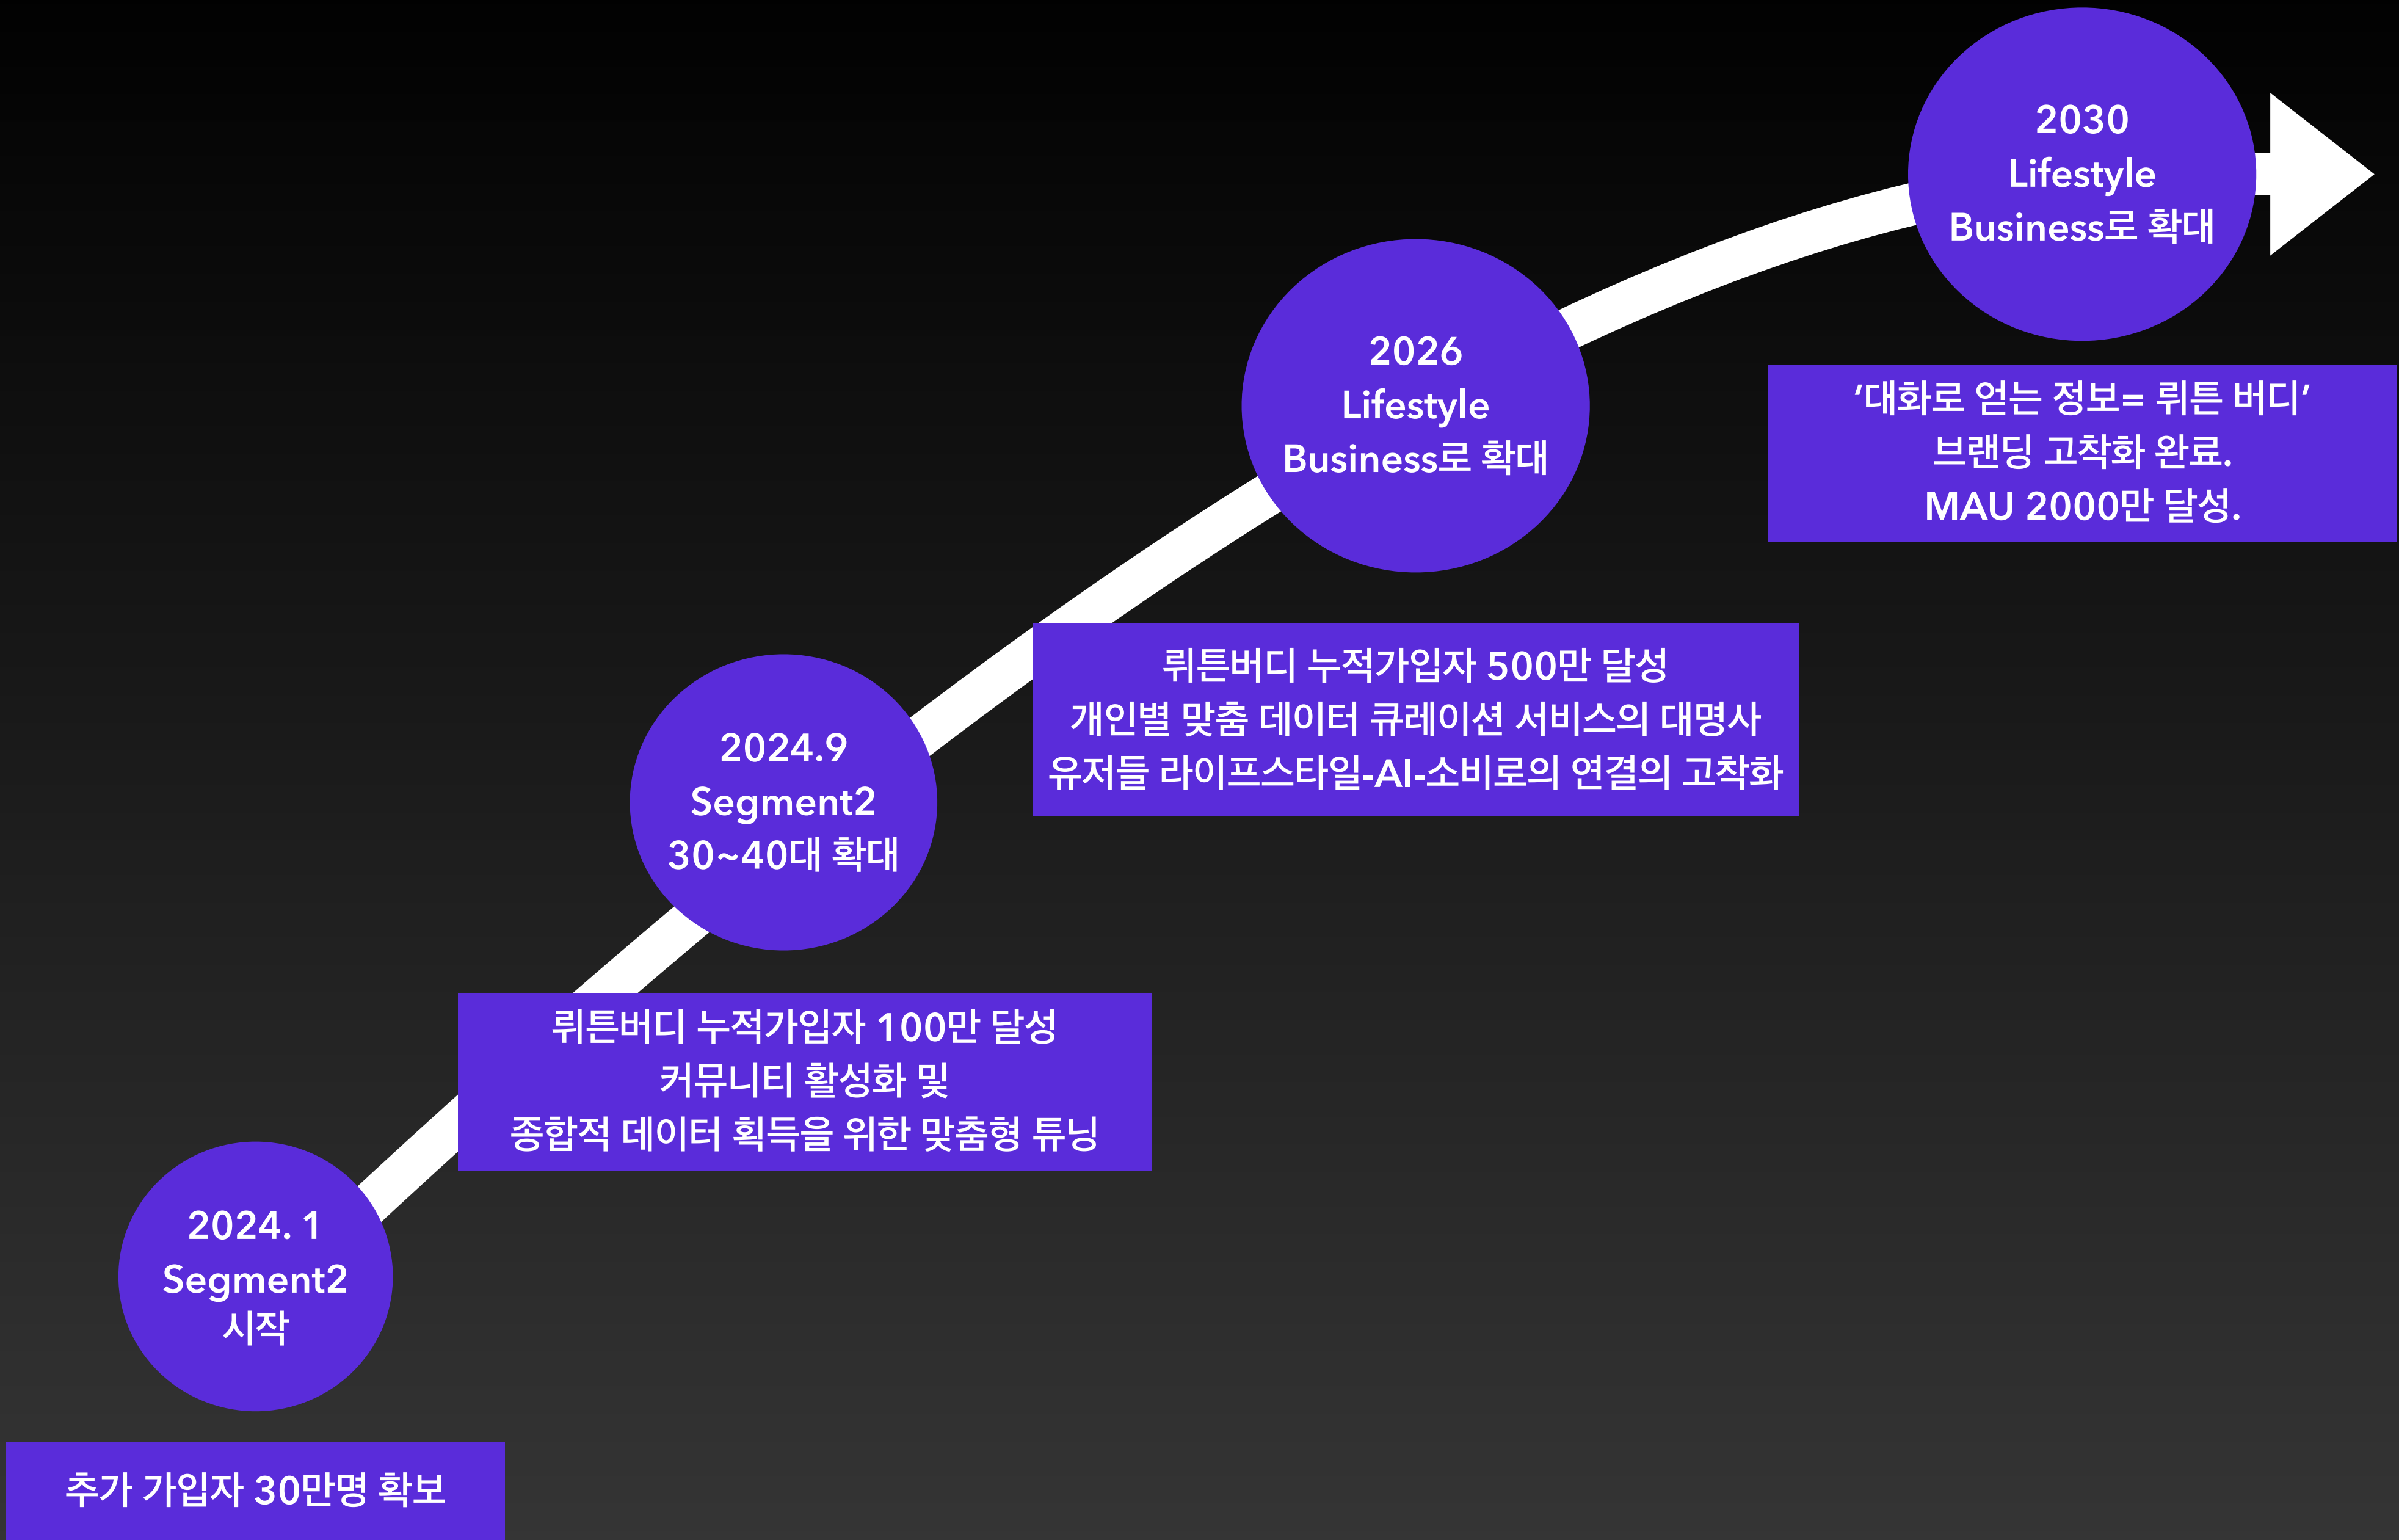 2030
Lifestyle
Business로 확대
‘대화로 얻는 정보= 뤼튼 버디’
브랜딩 고착화 완료.
MAU 2000만 달성.
2026
Lifestyle
Business로 확대
뤼튼버디 누적가입자 500만 달성
개인별 맞춤 데이터 큐레이션 서비스의 대명사
유저들 라이프스타일-AI-소비로의 연결의 고착화
2024.9
Segment2
30~40대 확대
뤼튼버디 누적가입자 100만 달성
커뮤니티 활성화 및
종합적 데이터 획득을 위한 맞춤형 튜닝
2024. 1
Segment2
시작
추가 가입자 30만명 확보